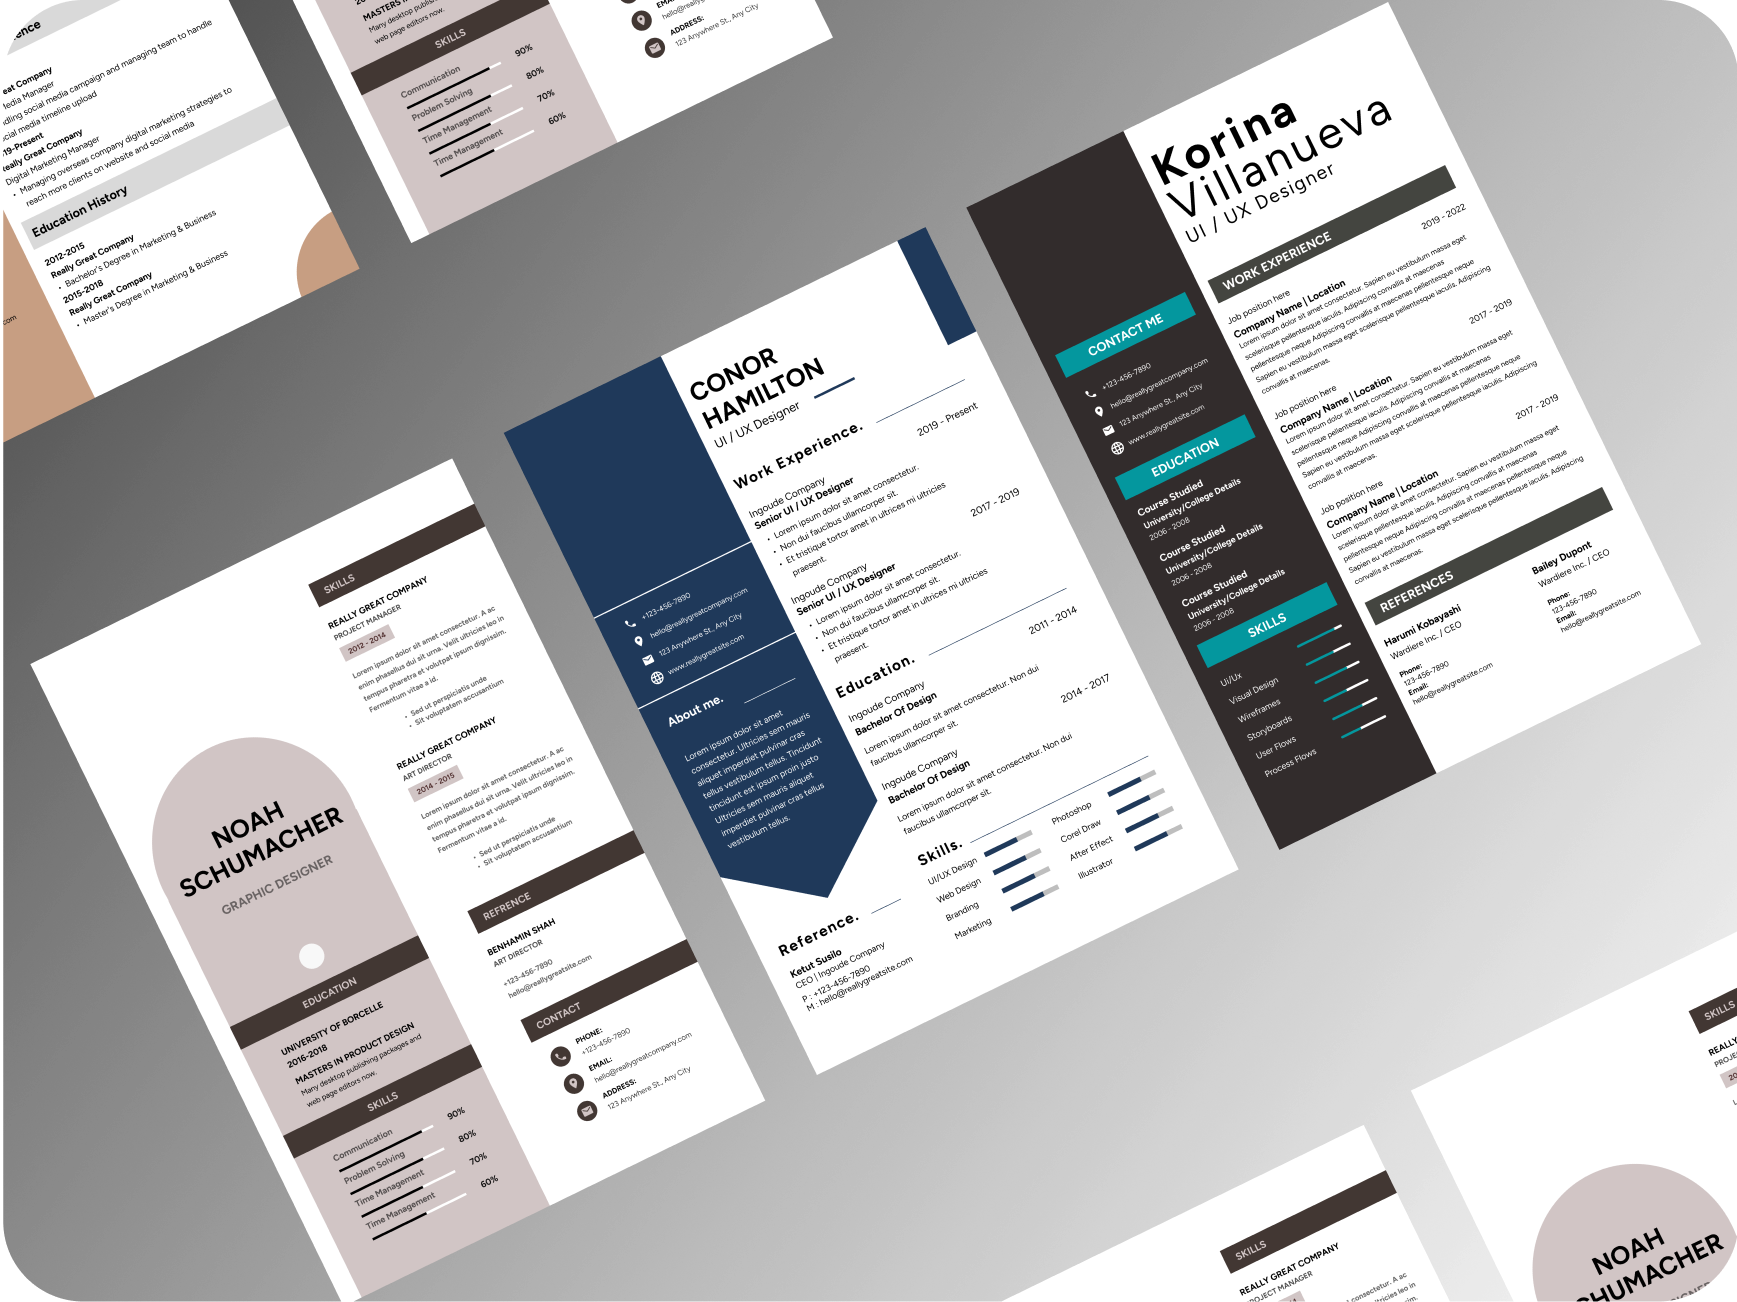 ence
eat Company
edia Manager
dling social media campaign and managing team to handle
cial media timeline upload
19-Present
Really Great Company
Digital Marketing Manager
• Managing overseas company digital marketing strategies to
reach more clients on website and social media
Education History
2012-2015
Really Great Company
• Bachelor's Degree in Marketing & Business
2015-2018
Really Great Company
• Master's Degree in Marketing & Business
com
MASTERS
Many desktop
web page editors now.
SKILLS
Communication 90%
Problem Solving 80%
Time Management 70%
Time Management 60%
ADDRESS:
123 Anywhere St., Any City
NOAH
SCHUMACHER
GRAPHIC DESIGNER
EDUCATION
UNIVERSITY OF BORCELLE
2016-2018
MASTERS IN PRODUCT DESIGN
Many desktop publishing packages and
web page editors now.
SKILLS
Communication 90%
Problem Solving 80%
Time Management 70%
Time Management 60%
SKILLS
REALLY GREAT COMPANY
PROJECT MANAGER
2012 - 2014
Lorem ipsum dolor sit amet consectetur. A ac
enim phasellus dui sit urna. Velit ultricies leo in
tempus pharetra et volutpat ipsum dignissim.
Fermentum vitae a id.
• Sed ut perspiciatis unde
• Sit voluptatem accusantium
REALLY GREAT COMPANY
ART DIRECTOR
2014 - 2015
Lorem ipsum dolor sit amet consectetur. A ac
enim phasellus dui sit urna. Velit ultricies leo in
tempus pharetra et volutpat ipsum dignissim.
Fermentum vitae a id.
• Sed ut perspiciatis unde
• Sit voluptatem accusantium
REFRENCE
BENHAMIN SHAH
ART DIRECTOR
+123-456-7890
hello@reallygreatsite.com
CONTACT
PHONE:
+123-456-7890
EMAIL:
hello@reallygreatcompany.com
ADDRESS:
123 Anywhere St., Any City
CONOR
HAMILTON
UI / UX Designer
+123-456-7890
hello@reallygreatcompany.com
123 Anywhere St., Any City
www.reallygreatsite.com
About me.
Lorem ipsum dolor sit amet
consectetur. Ultricies sem mauris
aliquet imperdiet pulvinar cras
tellus vestibulum tellus. Tincidunt
tincidunt est ipsum proin justo
Ultricies sem mauris aliquet
imperdiet pulvinar cras tellus
vestibulum tellus.
Work Experience.
2019 - Present
Ingoude Company
Senior UI / UX Designer
• Lorem ipsum dolor sit amet consectetur.
• Non dui faucibus ullamcorper sit.
• Et tristique tortor amet in ultrices mi ultricies
praesent.
2017 - 2019
Ingoude Company
Senior UI / UX Designer
• Lorem ipsum dolor sit amet consectetur.
• Non dui faucibus ullamcorper sit.
• Et tristique tortor amet in ultrices mi ultricies
praesent.
Education.
2011 - 2014
Ingoude Company
Bachelor Of Design
Lorem ipsum dolor sit amet consectetur. Non dui
faucibus ullamcorper sit.
2014 - 2017
Ingoude Company
Bachelor Of Design
Lorem ipsum dolor sit amet consectetur. Non dui
faucibus ullamcorper sit.
Skills.
UI/UX Design
Web Design
Branding
Marketing
Photoshop
Corel Draw
After Effect
Illustrator
Reference.
Ketut Susilo
CEO | Ingoude Company
P : +123-456-7890
M : hello@reallygreatsite.com
Korina
Villanueva
UI / UX Designer
CONTACT ME
+123-456-7890
hello@reallygreatcompany.com
123 Anywhere St., Any City
www.reallygreatsite.com
EDUCATION
Course Studied
University/College Details
2006 - 2008
Course Studied
University/College Details
2006 - 2008
Course Studied
University/College Details
2006 - 2008
SKILLS
Ui/Ux
Visual Design
Wireframes
Storyboards
User Flows
Process Flows
WORK EXPERIENCE
2019 - 2022
Job position here
Company Name | Location
Lorem ipsum dolor sit amet consectetur. Sapien eu vestibulum massa eget
scelerisque pellentesque iaculis. Adipiscing convallis at maecenas
pellentesque neque Adipiscing convallis at maecenas pellentesque neque
Sapien eu vestibulum massa eget scelerisque pellentesque iaculis. Adipiscing
convallis at maecenas.
2017 - 2019
Job position here
Company Name | Location
Lorem ipsum dolor sit amet consectetur. Sapien eu vestibulum massa eget
scelerisque pellentesque iaculis. Adipiscing convallis at maecenas
pellentesque neque Adipiscing convallis at maecenas pellentesque neque
Sapien eu vestibulum massa eget scelerisque pellentesque iaculis. Adipiscing
convallis at maecenas.
2017 - 2019
Job position here
Company Name | Location
Lorem ipsum dolor sit amet consectetur. Sapien eu vestibulum massa eget
scelerisque pellentesque iaculis. Adipiscing convallis at maecenas
pellentesque neque Adipiscing convallis at maecenas pellentesque neque
Sapien eu vestibulum massa eget scelerisque pellentesque iaculis. Adipiscing
convallis at maecenas.
REFERENCES
Harumi Kobayashi
Wardiere Inc. / CEO
Phone:
123-456-7890
Email:
hello@reallygreatsite.com
Bailey Dupont
Wardiere Inc. / CEO
Phone:
123-456-7890
Email:
hello@reallygreatsite.com
SKILLS
REALLY GREAT COMPANY
PROJECT MANAGER
consectetur. A ac
ultricies leo in
SKILLS
REALLY
PROJE
20
NOAH
CHUMACHER